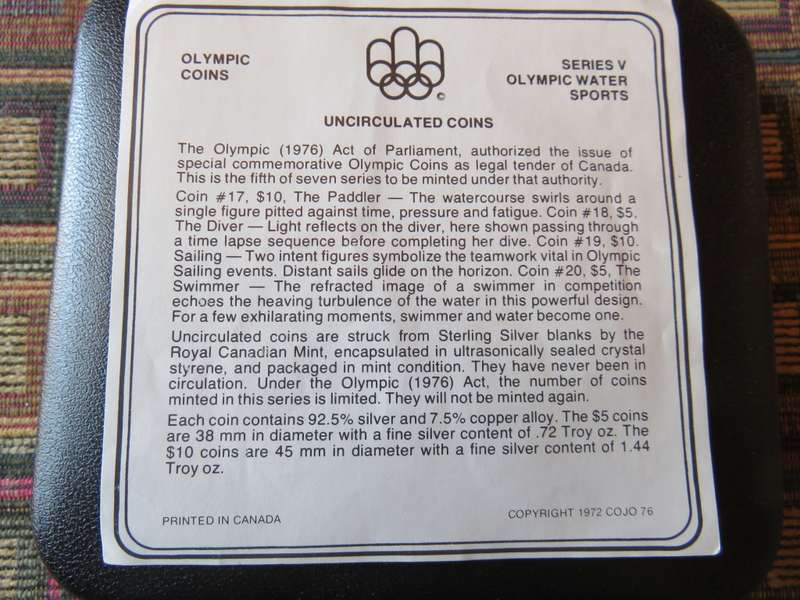 OLYMPIC
COINS
©
SERIES V
OLYMPIC WATER
SPORTS
UNCIRCULATED COINS
The Olympic (1976) Act of Parliament, authorized the issue of
special commemorative Olympic Coins as legal tender of Canada.
This is the fifth of seven series to be minted under that authority.
Coin #17, $10, The Paddler — The watercourse swirls around a
single figure pitted against time, pressure and fatigue. Coin #18, $5,
The Diver — Light reflects on the diver, here shown passing through
a time lapse sequence before completing her dive. Coin #19, $10.
Sailing — Two intent figures symbolize the teamwork vital in Olympic
Sailing events. Distant sails glide on the horizon. Coin #20, $5, The
Swimmer — The refracted image of a swimmer in competition
echoes the heaving turbulence of the water in this powerful design.
For a few exhilarating moments, swimmer and water become one.
Uncirculated coins are struck from Sterling Silver blanks by the
Royal Canadian Mint, encapsulated in ultrasonically sealed crystal
styrene, and packaged in mint condition. They have never been in
circulation. Under the Olympic (1976) Act, the number of coins
minted in this series is limited. They will not be minted again.
Each coin contains 92.5% silver and 7.5% copper alloy. The $5 coins
are 38 mm in diameter with a fine silver content of .72 Troy oz. The
$10 coins are 45 mm in diameter with a fine silver content of 1.44
Troy oz.
PRINTED IN CANADA
COPYRIGHT 1972 COJO 76